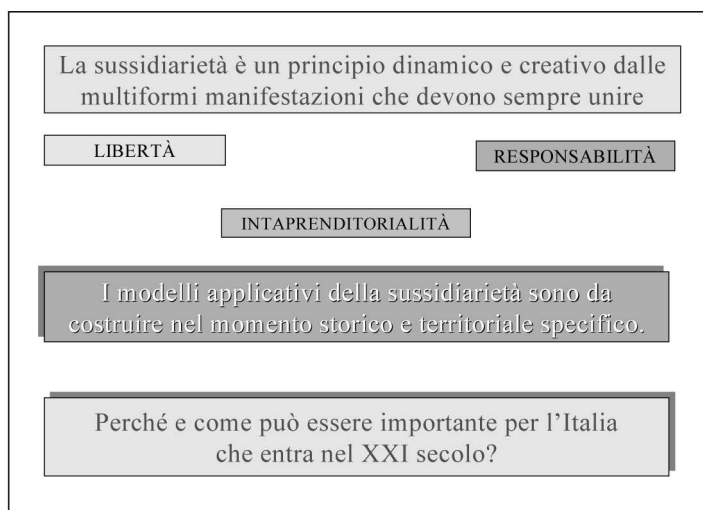 La sussidiarietà è un principio dinamico e creativo dalle
multiformi manifestazioni che devono sempre unire
LIBERTÀ
RESPONSABILITÀ
INTAPRENDITORIALITÀ
I modelli applicativi della sussidiarietà sono da
costruire nel momento storico e territoriale specifico.
Perché e come può essere importante per l’Italia
che entra nel XXI secolo?